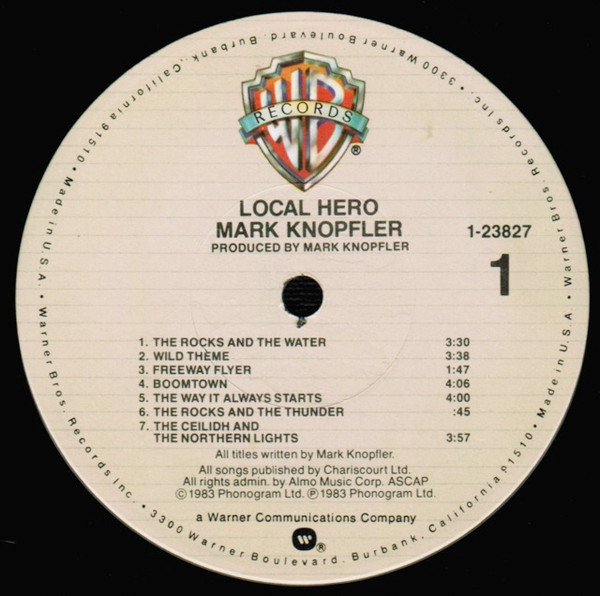 WB
RECORDS
®
LOCAL HERO
MARK KNOPFLER
PRODUCED BY MARK KNOPFLER
1-23827
1
1. THE ROCKS AND THE WATER 3:30
2. WILD THÈME 3:38
3. FREEWAY FLYER 1:47
4. BOOMTOWN 4:06
5. THE WAY IT ALWAYS STARTS 4:00
6. THE ROCKS AND THE THUNDER :45
7. THE CEILIDH AND
THE NORTHERN LIGHTS 3:57
All titles written by Mark Knopfler.
All songs published by Chariscourt Ltd.
All rights admin. by Almo Music Corp. ASCAP
Ⓒ 1983 Phonogram Ltd. Ⓟ 1983 Phonogram Ltd.
a Warner Communications Company
®
Warner Bros. Records Inc. • 3300 Warner Boulevard, Burbank, California 91510 • Made in U.S.A. • Warner Bros. Records Inc. • 3300 Warner Boulevard, Burbank, California 91510 • Made in U.S.A. •